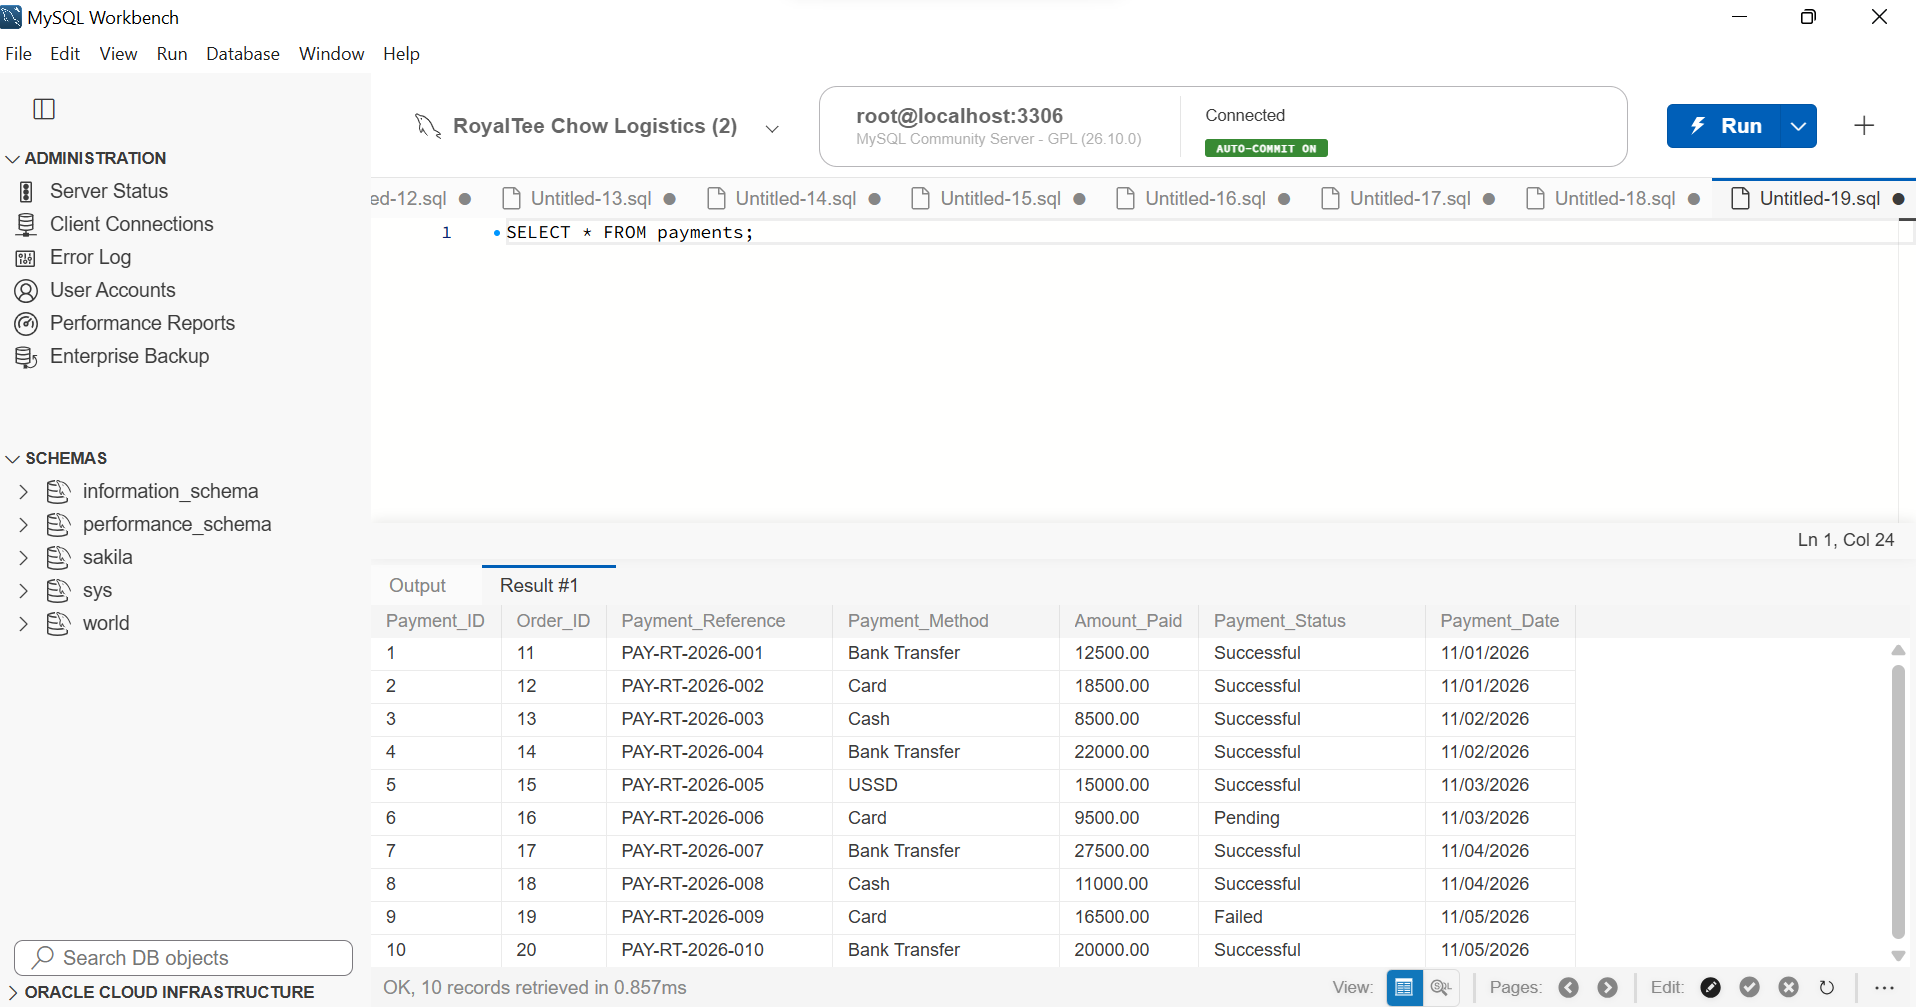 MySQL Workbench
File Edit View Run Database Window Help
RoyalTee Chow Logistics (2)
root@localhost:3306
MySQL Community Server - GPL (26.10.0)
Connected
AUTO-COMMIT ON
Run
ADMINISTRATION
Server Status
Client Connections
Error Log
User Accounts
Performance Reports
Enterprise Backup
SCHEMAS
information_schema
performance_schema
sakila
sys
world
Search DB objects
ORACLE CLOUD INFRASTRUCTURE
ed-12.sql Untitled-13.sql Untitled-14.sql Untitled-15.sql Untitled-16.sql Untitled-17.sql Untitled-18.sql Untitled-19.sql
1 SELECT * FROM payments;
Ln 1, Col 24
Output Result #1
Payment_ID Order_ID Payment_Reference Payment_Method Amount_Paid Payment_Status Payment_Date
1 11 PAY-RT-2026-001 Bank Transfer 12500.00 Successful 11/01/2026
2 12 PAY-RT-2026-002 Card 18500.00 Successful 11/01/2026
3 13 PAY-RT-2026-003 Cash 8500.00 Successful 11/02/2026
4 14 PAY-RT-2026-004 Bank Transfer 22000.00 Successful 11/02/2026
5 15 PAY-RT-2026-005 USSD 15000.00 Successful 11/03/2026
6 16 PAY-RT-2026-006 Card 9500.00 Pending 11/03/2026
7 17 PAY-RT-2026-007 Bank Transfer 27500.00 Successful 11/04/2026
8 18 PAY-RT-2026-008 Cash 11000.00 Successful 11/04/2026
9 19 PAY-RT-2026-009 Card 16500.00 Failed 11/05/2026
10 20 PAY-RT-2026-010 Bank Transfer 20000.00 Successful 11/05/2026
OK, 10 records retrieved in 0.857ms
View: SQL Pages: Edit: